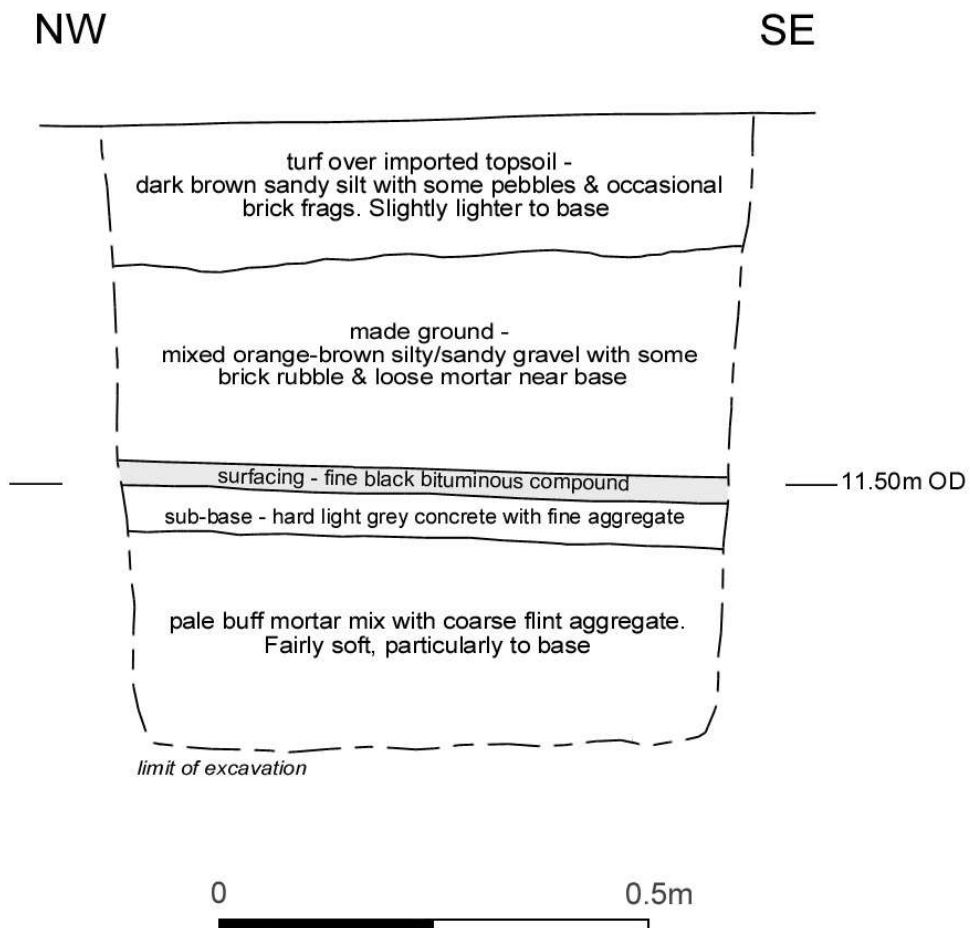 NW
SE
turf over imported topsoil -
dark brown sandy silt with some pebbles & occasional
brick frags. Slightly lighter to base
made ground -
mixed orange-brown silty/sandy gravel with some
brick rubble & loose mortar near base
surfacing - fine black bituminous compound
11.50m OD
sub-base - hard light grey concrete with fine aggregate
pale buff mortar mix with coarse flint aggregate.
Fairly soft, particularly to base
limit of excavation
0
0.5m